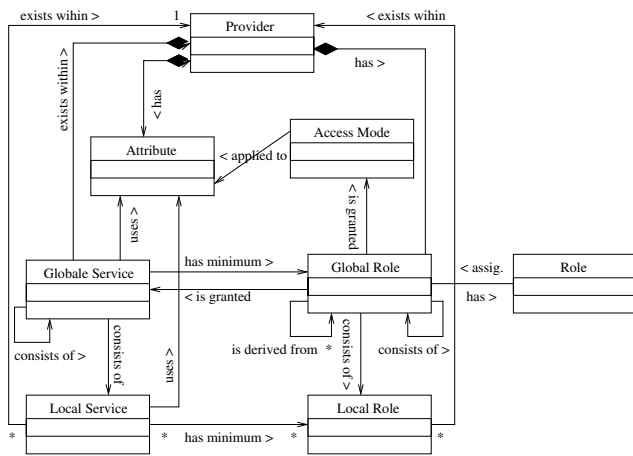 exists wihin > 1 < exists wihin
Provider
exists within >
has >
< has
Attribute
Access Mode
< applied to
< uses
< is granted
Globale Service
has minimum >
Global Role
< assig.
Role
< is granted
has >
consists of >
consists of
< uses
is derived from *
consists of >
consists of >
Local Service
Local Role
* * has minimum > * *